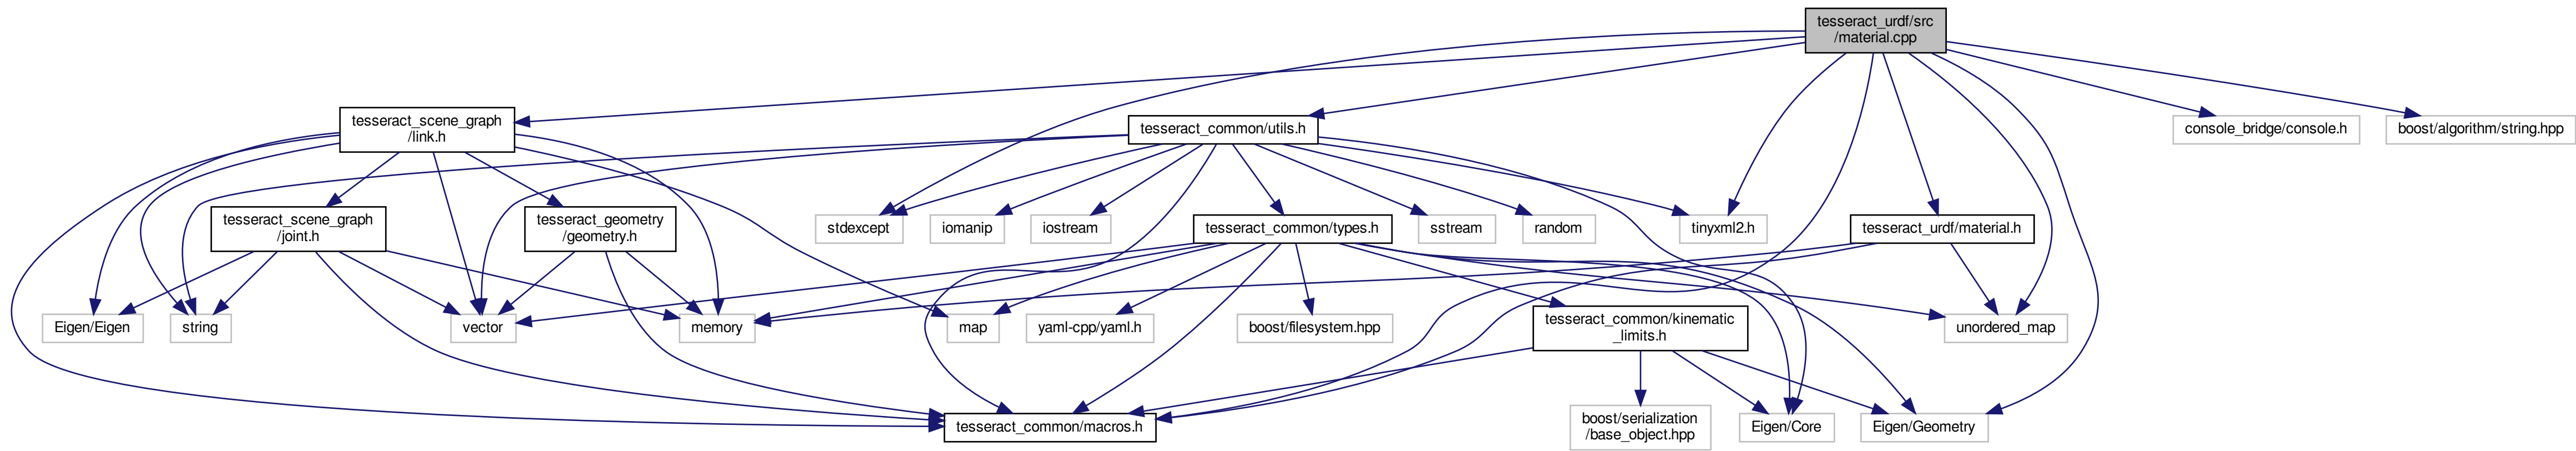 tesseract_urdf/src
/material.cpp
tesseract_scene_graph
/link.h
tesseract_common/utils.h
console_bridge/console.h
boost/algorithm/string.hpp
tesseract_scene_graph
/joint.h
tesseract_geometry
/geometry.h
stdexcept
iomanip
iostream
tesseract_common/types.h
sstream
random
tinyxml2.h
tesseract_urdf/material.h
Eigen/Eigen
string
vector
memory
map
yaml-cpp/yaml.h
boost/filesystem.hpp
tesseract_common/kinematic
_limits.h
unordered_map
tesseract_common/macros.h
boost/serialization
/base_object.hpp
Eigen/Core
Eigen/Geometry